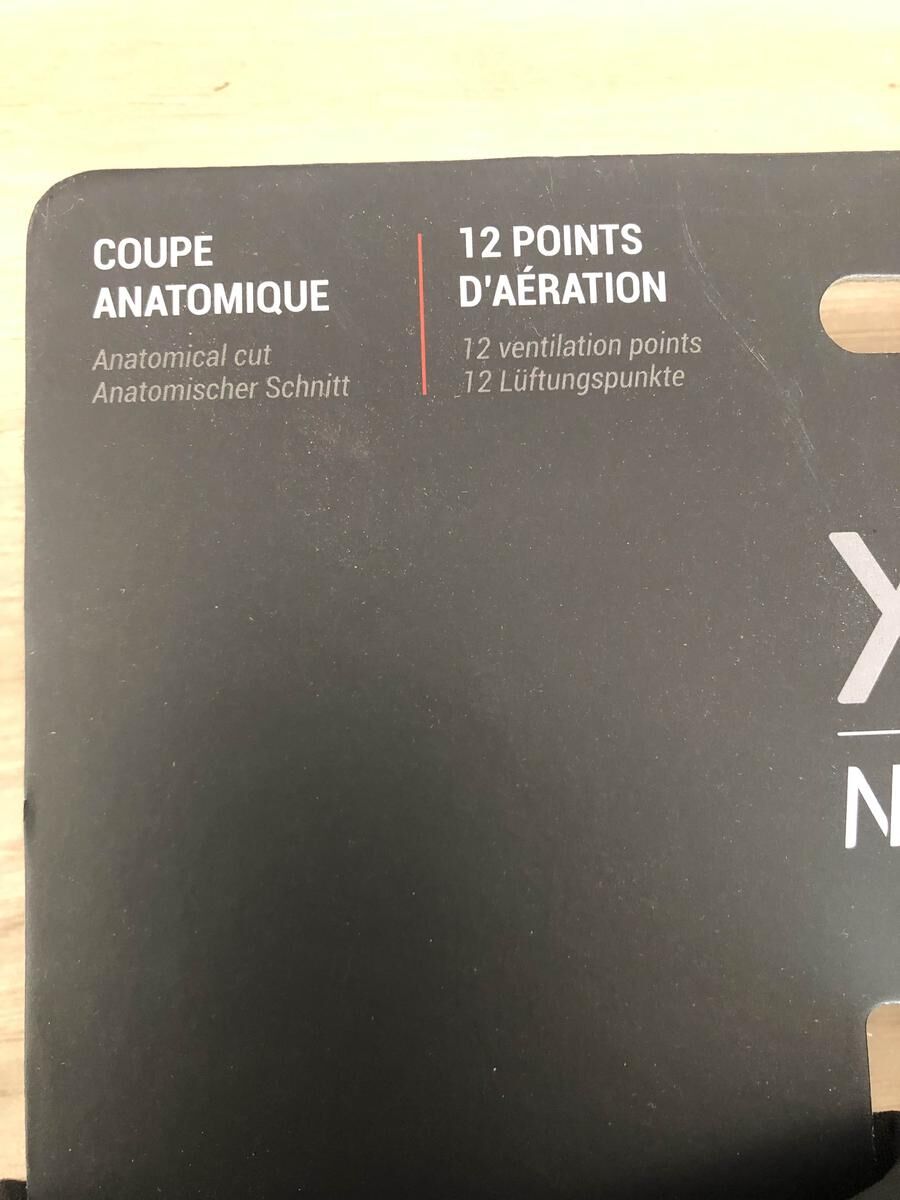 COUPE
ANATOMIQUE
Anatomical cut
Anatomischer Schnitt
12 POINTS
D'AÉRATION
12 ventilation points
12 Lüftungspunkte
X
N